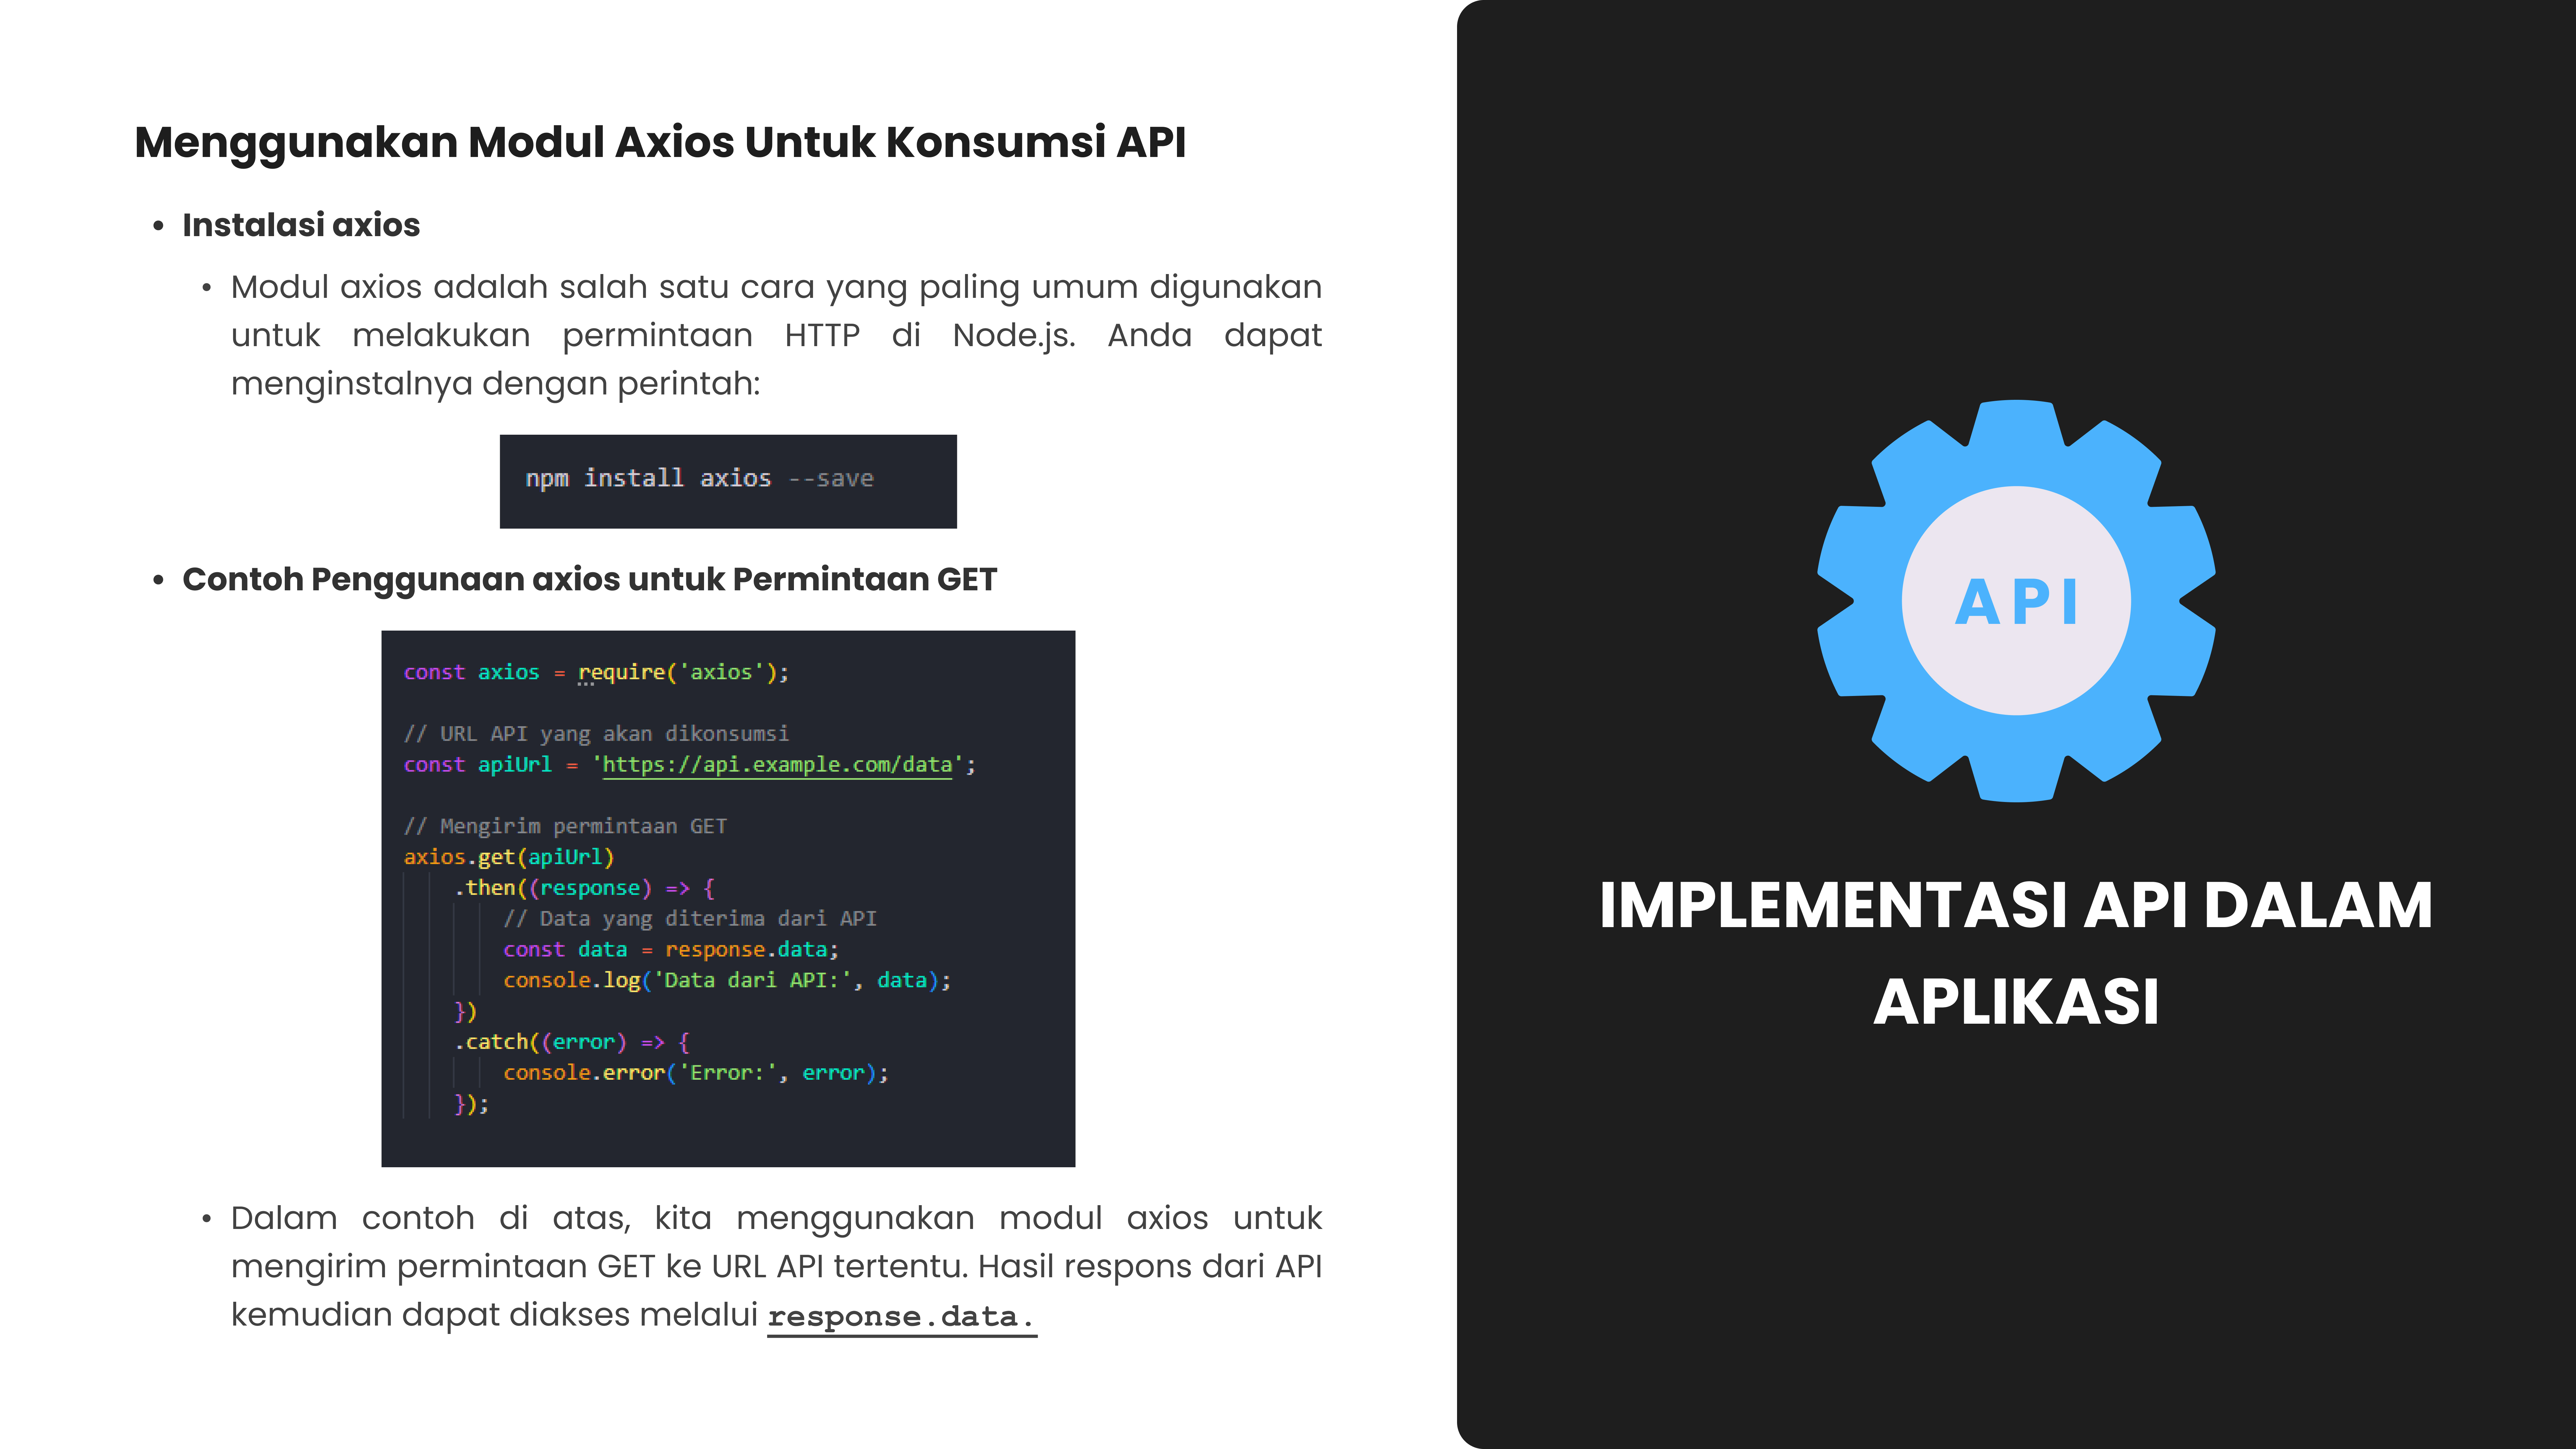 Menggunakan Modul Axios Untuk Konsumsi API
• Instalasi axios
• Modul axios adalah salah satu cara yang paling umum digunakan
untuk melakukan permintaan HTTP di Node.js. Anda dapat
menginstalnya dengan perintah:
npm install axios --save
• Contoh Penggunaan axios untuk Permintaan GET
const axios = require('axios');
// URL API yang akan dikonsumsi
const apiUrl = 'https://api.example.com/data';
// Mengirim permintaan GET
axios.get(apiUrl)
.then((response) => {
// Data yang diterima dari API
const data = response.data;
console.log('Data dari API:', data);
})
.catch((error) => {
console.error('Error:', error);
});
• Dalam contoh di atas, kita menggunakan modul axios untuk
mengirim permintaan GET ke URL API tertentu. Hasil respons dari API
kemudian dapat diakses melalui response.data.
API
IMPLEMENTASI API DALAM
APLIKASI